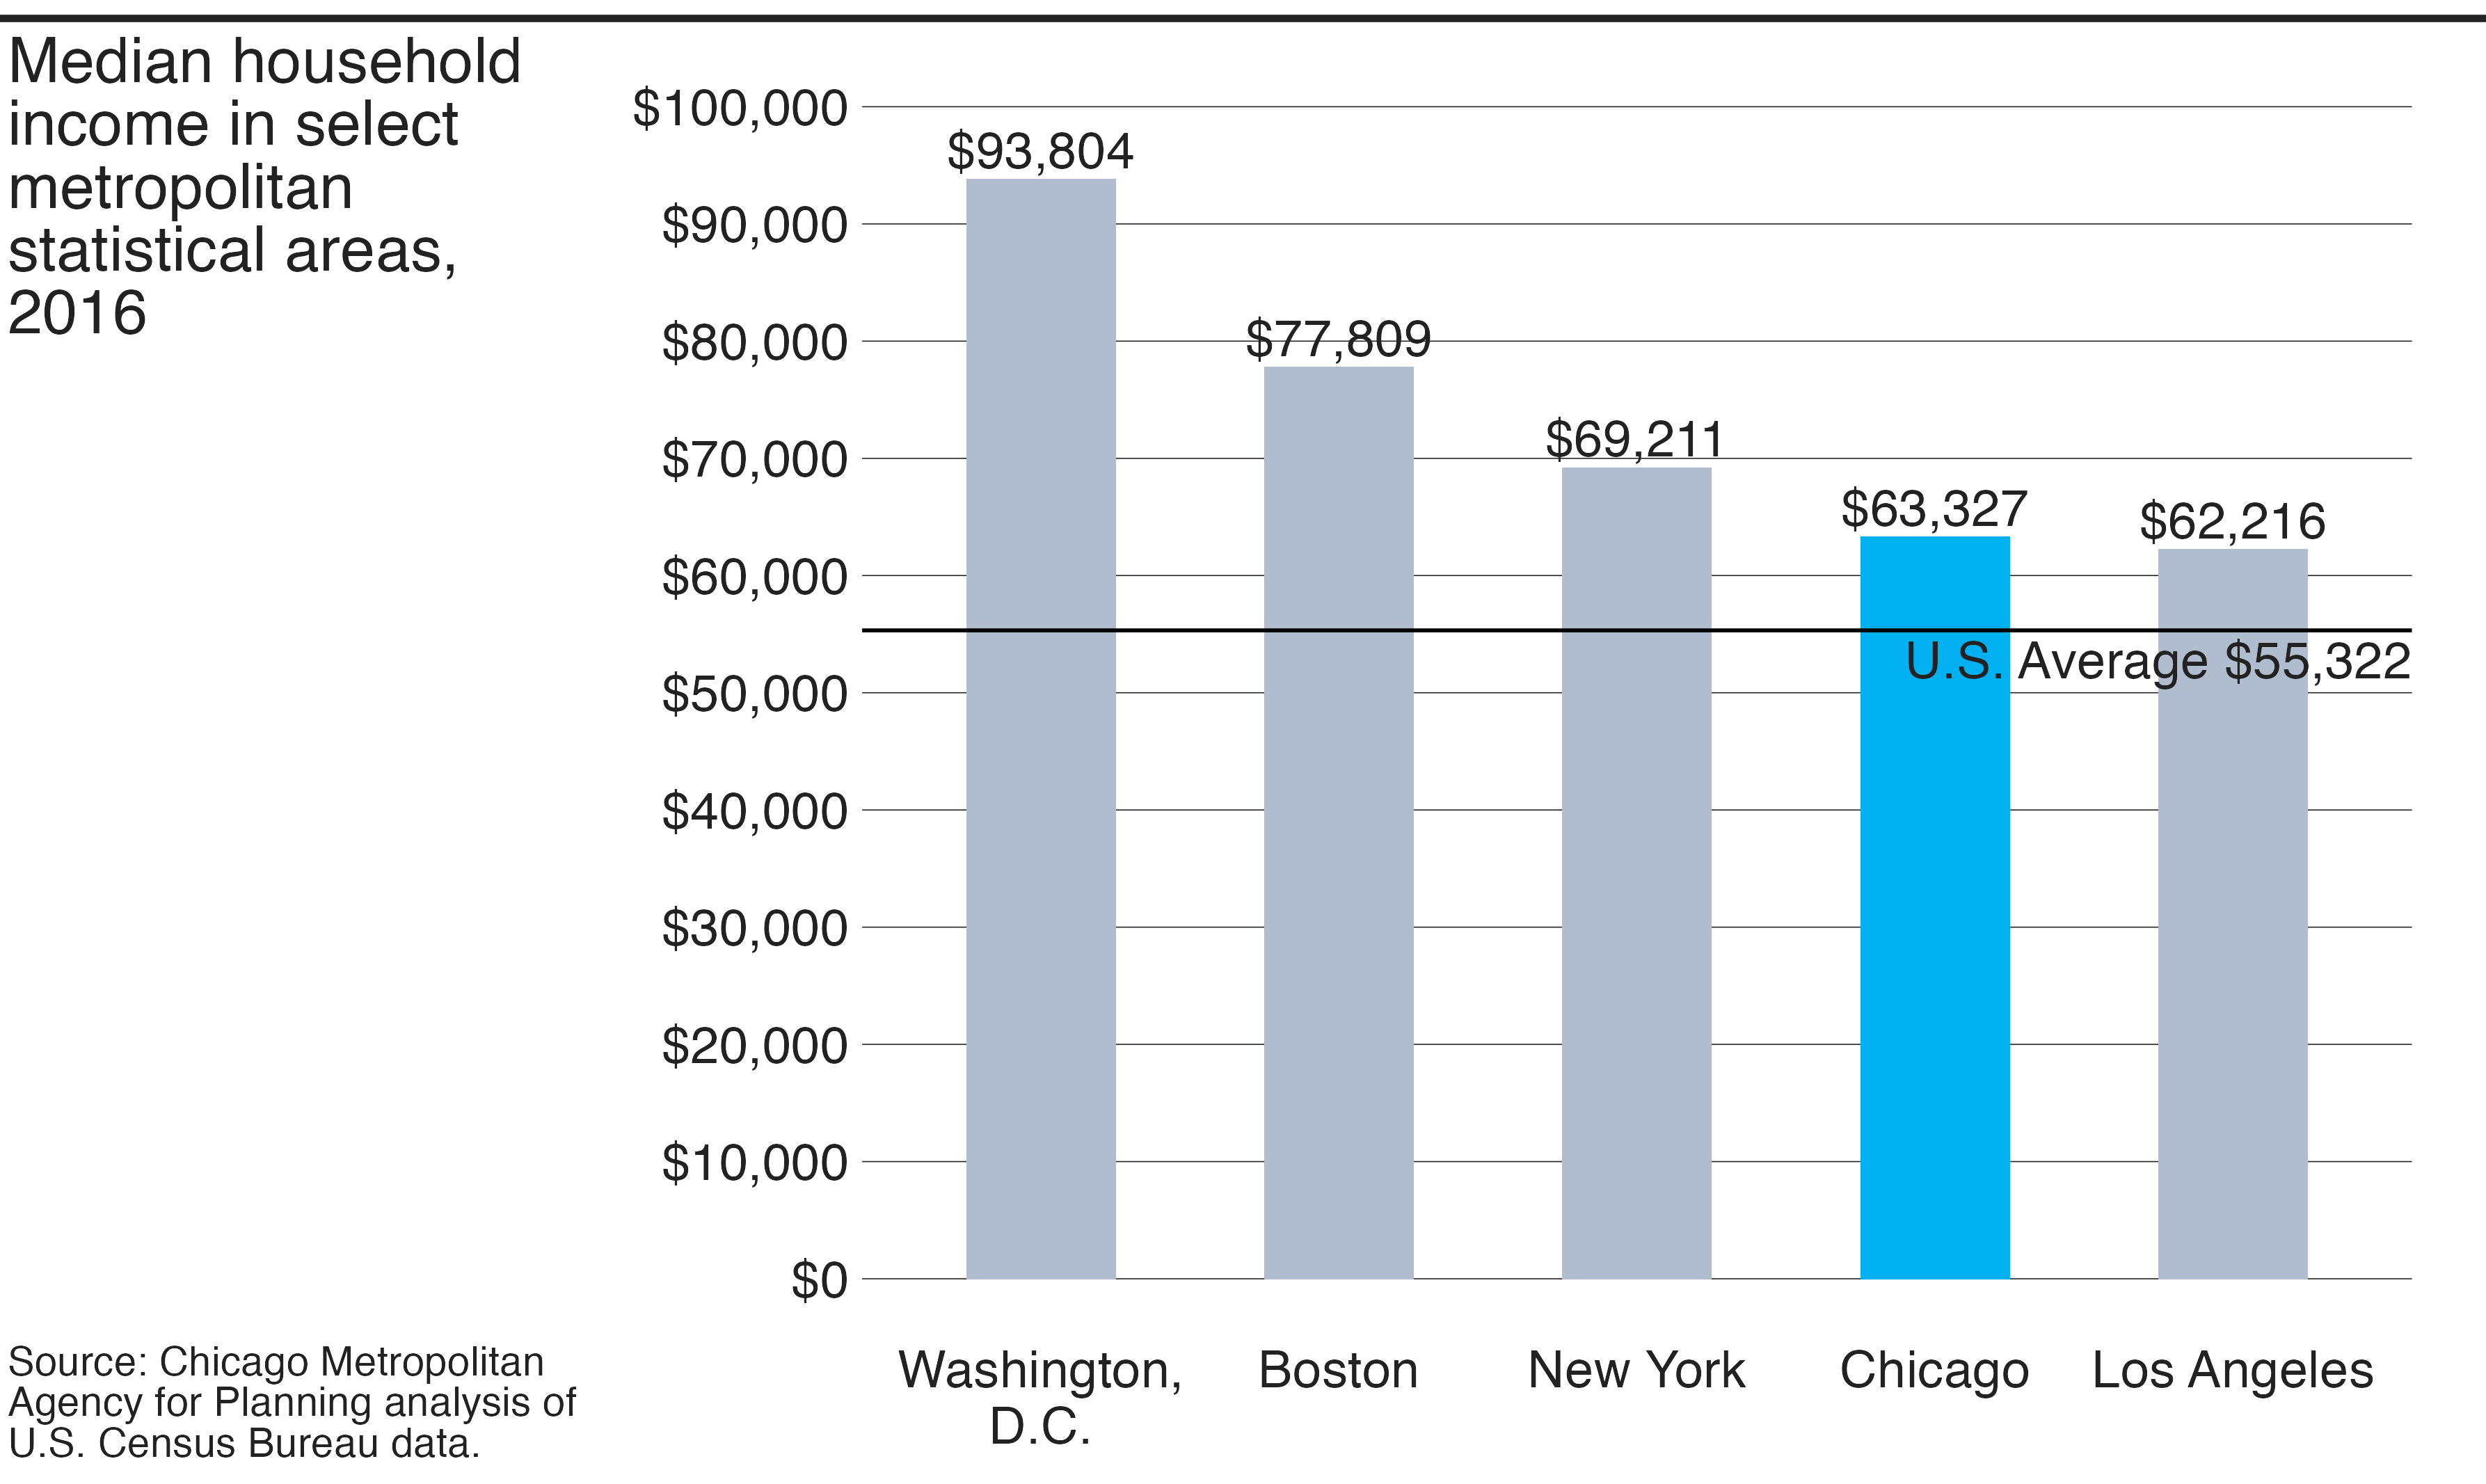 Median household
income in select
metropolitan
statistical areas,
2016
$100,000
$90,000
$80,000
$70,000
$60,000
$50,000
$40,000
$30,000
$20,000
$10,000
$0
$93,804
$77,809
$69,211
$63,327
$62,216
U.S. Average $55,322
Washington,
D.C.
Boston
New York
Chicago
Los Angeles
Source: Chicago Metropolitan
Agency for Planning analysis of
U.S. Census Bureau data.